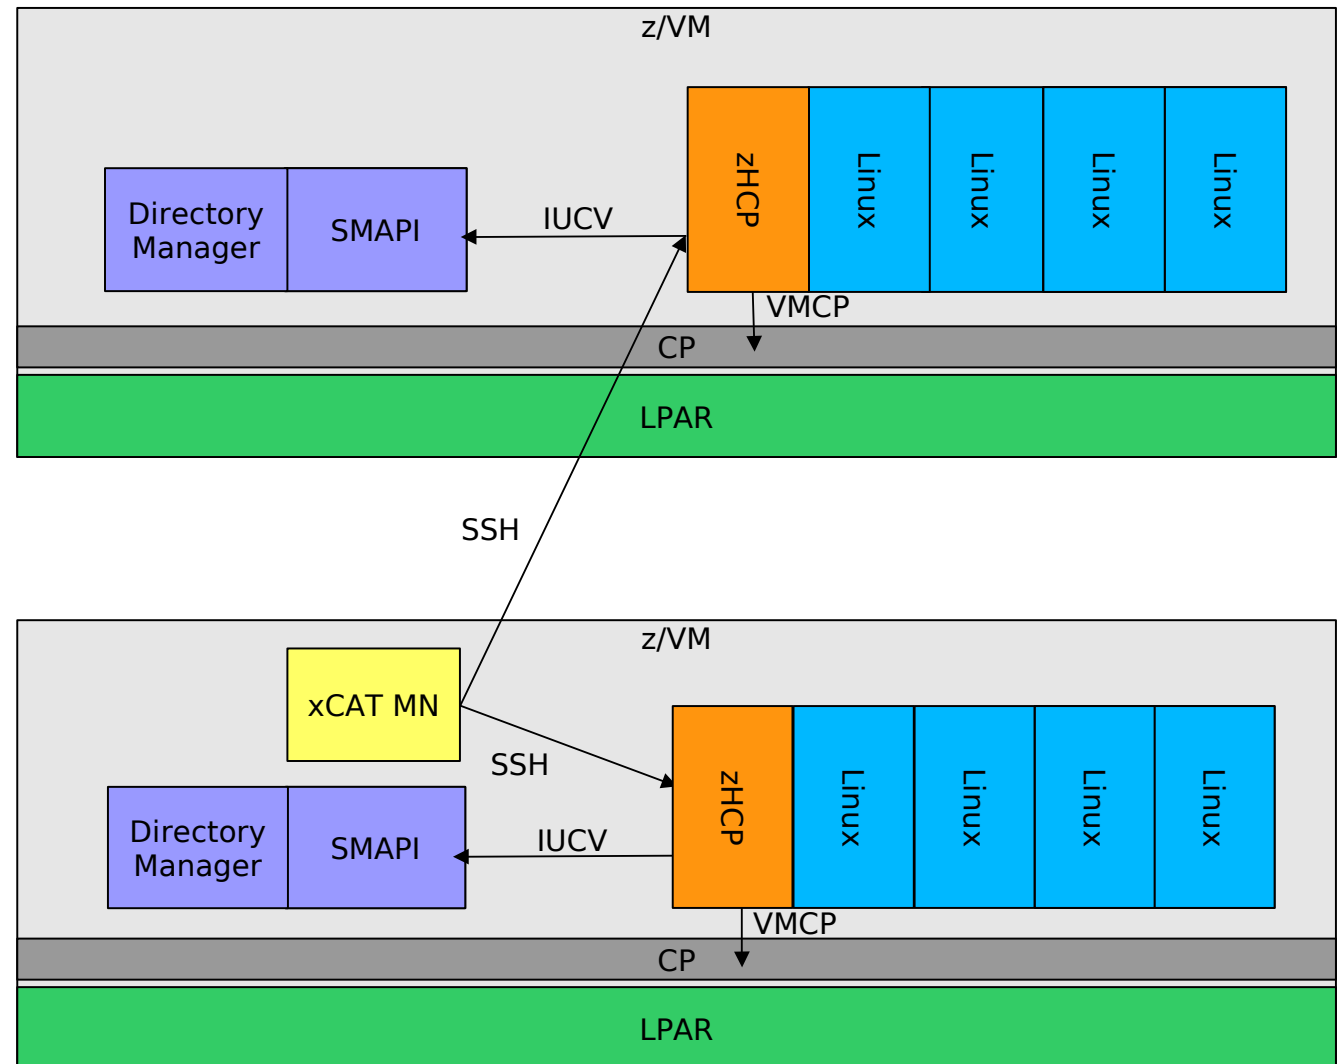 z/VM
zHCP
Linux
Linux
Linux
Linux
Directory
Manager
SMAPI
IUCV
VMCP
CP
LPAR
SSH
z/VM
xCAT MN
SSH
zHCP
Linux
Linux
Linux
Linux
Directory
Manager
SMAPI
IUCV
VMCP
CP
LPAR